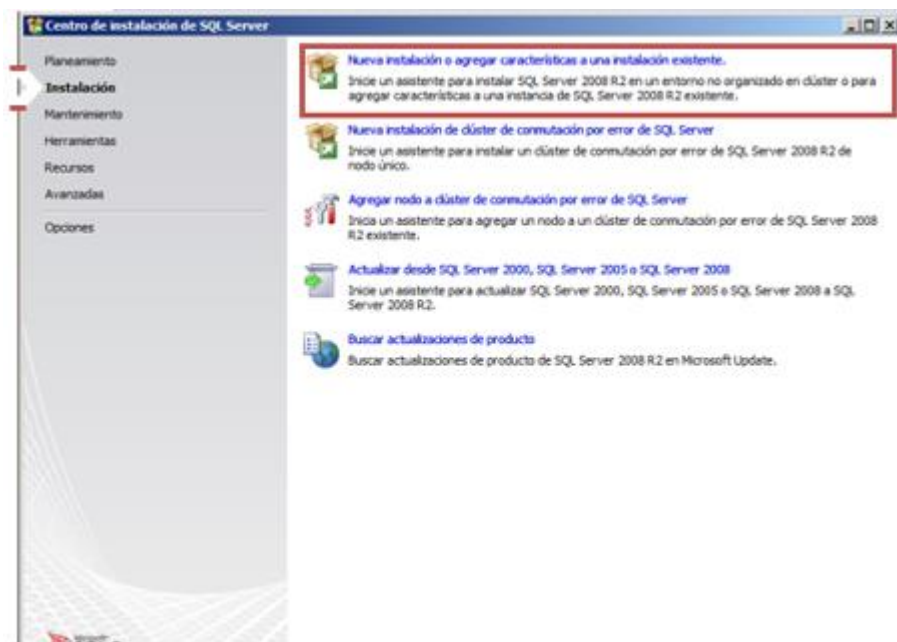 Centro de instalación de SQL Server
Planeamiento
Instalación
Mantenimiento
Herramientas
Recursos
Avanzadas
Opciones
Nueva instalación o agregar características a una instalación existente.
Inicie un asistente para instalar SQL Server 2008 R2 en un entorno no organizado en clúster o para
agregar características a una instancia de SQL Server 2008 R2 existente.
Nueva instalación de clúster de conmutación por error de SQL Server
Inicie un asistente para instalar un clúster de conmutación por error de SQL Server 2008 R2 de
nodo único.
Agregar nodo a clúster de conmutación por error de SQL Server
Inicia un asistente para agregar un nodo a un clúster de conmutación por error de SQL Server 2008
R2 existente.
Actualizar desde SQL Server 2000, SQL Server 2005 o SQL Server 2008
Inicie un asistente para actualizar SQL Server 2000, SQL Server 2005 o SQL Server 2008 a SQL
Server 2008 R2.
Buscar actualizaciones de producto
Buscar actualizaciones de producto de SQL Server 2008 R2 en Microsoft Update.
Microsoft